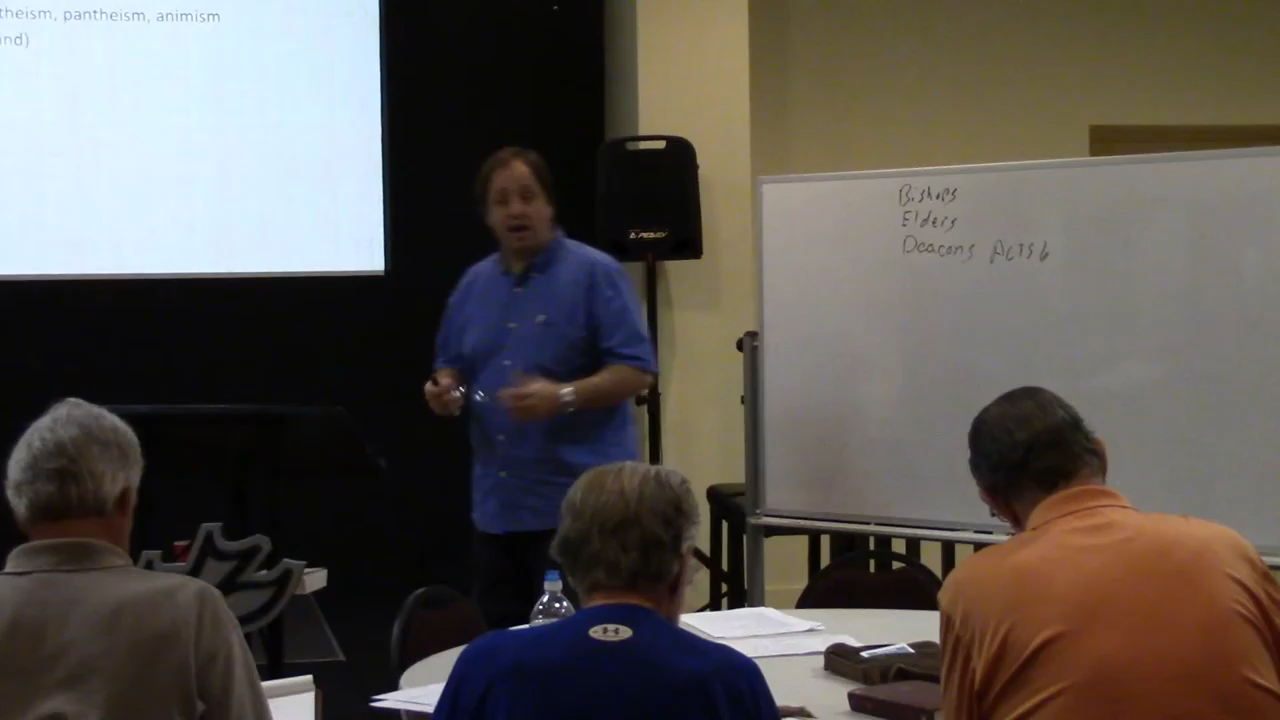 theism, pantheism, animism
nd)
PEAVEY
Bishops
Elders
Deacons Acts 6